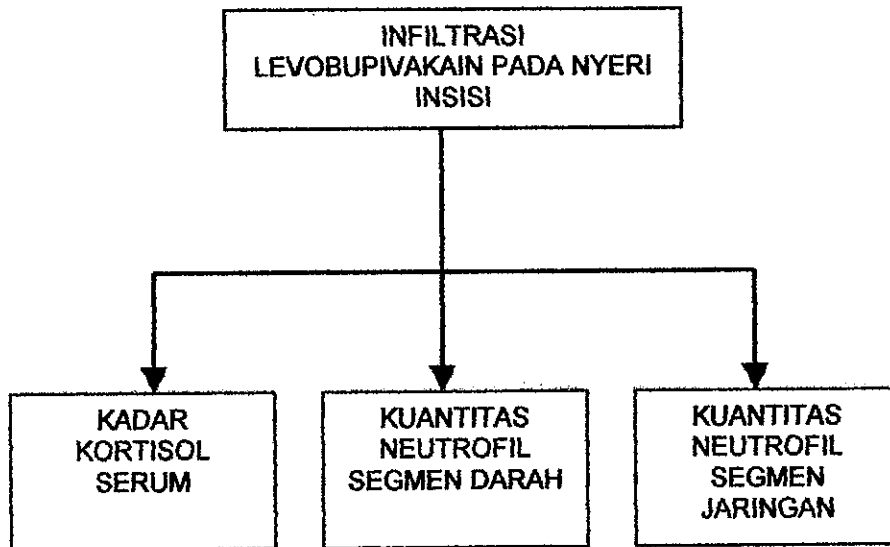 INFILTRASI
LEVOBUPIVAKAIN PADA NYERI
INSISI
KADAR
KORTISOL
SERUM
KUANTITAS
NEUTROFIL
SEGMEN DARAH
KUANTITAS
NEUTROFIL
SEGMEN
JARINGAN